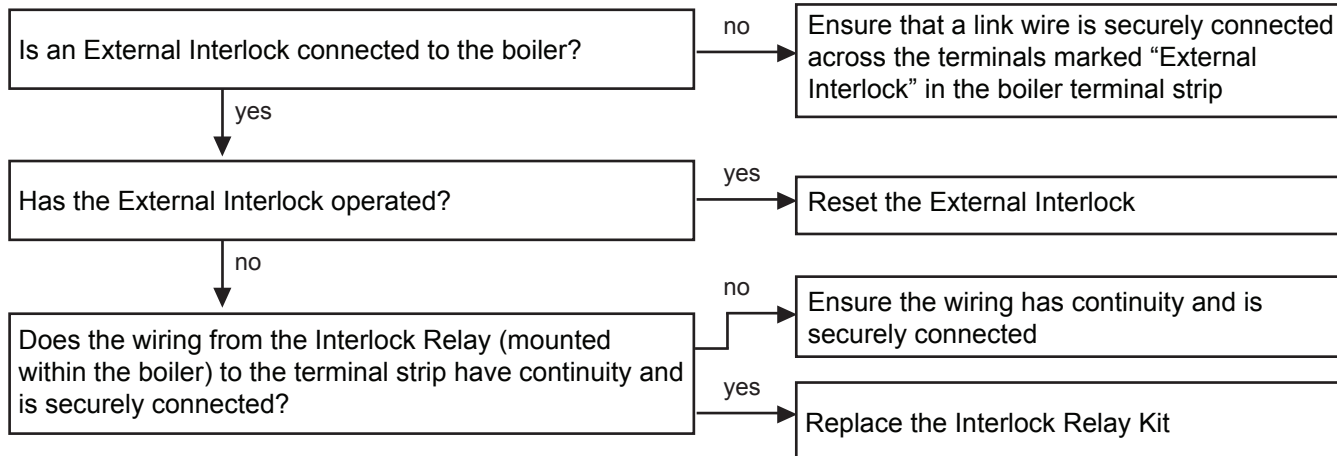 Is an External Interlock connected to the boiler?
no
Ensure that a link wire is securely connected
across the terminals marked “External
Interlock” in the boiler terminal strip
yes
Has the External Interlock operated?
yes
Reset the External Interlock
no
Does the wiring from the Interlock Relay (mounted
within the boiler) to the terminal strip have continuity and
is securely connected?
no
Ensure the wiring has continuity and is
securely connected
yes
Replace the Interlock Relay Kit